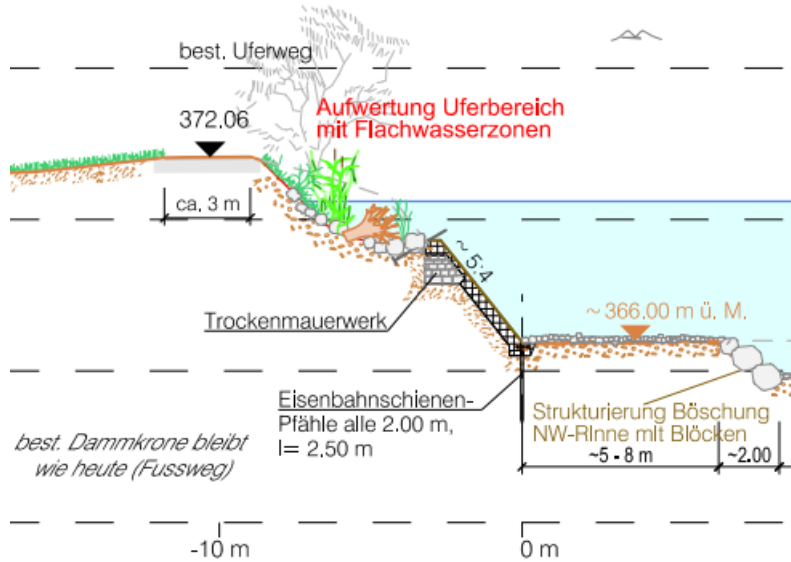 best. Uferweg
Aufwertung Uferbereich
mit Flachwasserzonen
372.06
ca. 3 m
~ 5:4
Trockenmauerwerk
~ 366.00 m ü. M.
Eisenbahnschienen-
Pfähle alle 2.00 m,
l= 2.50 m
Strukturierung Böschung
NW-RInne mit Blöcken
best. Dammkrone bleibt
wie heute (Fussweg)
~5 - 8 m
~2.00
-10 m
0 m